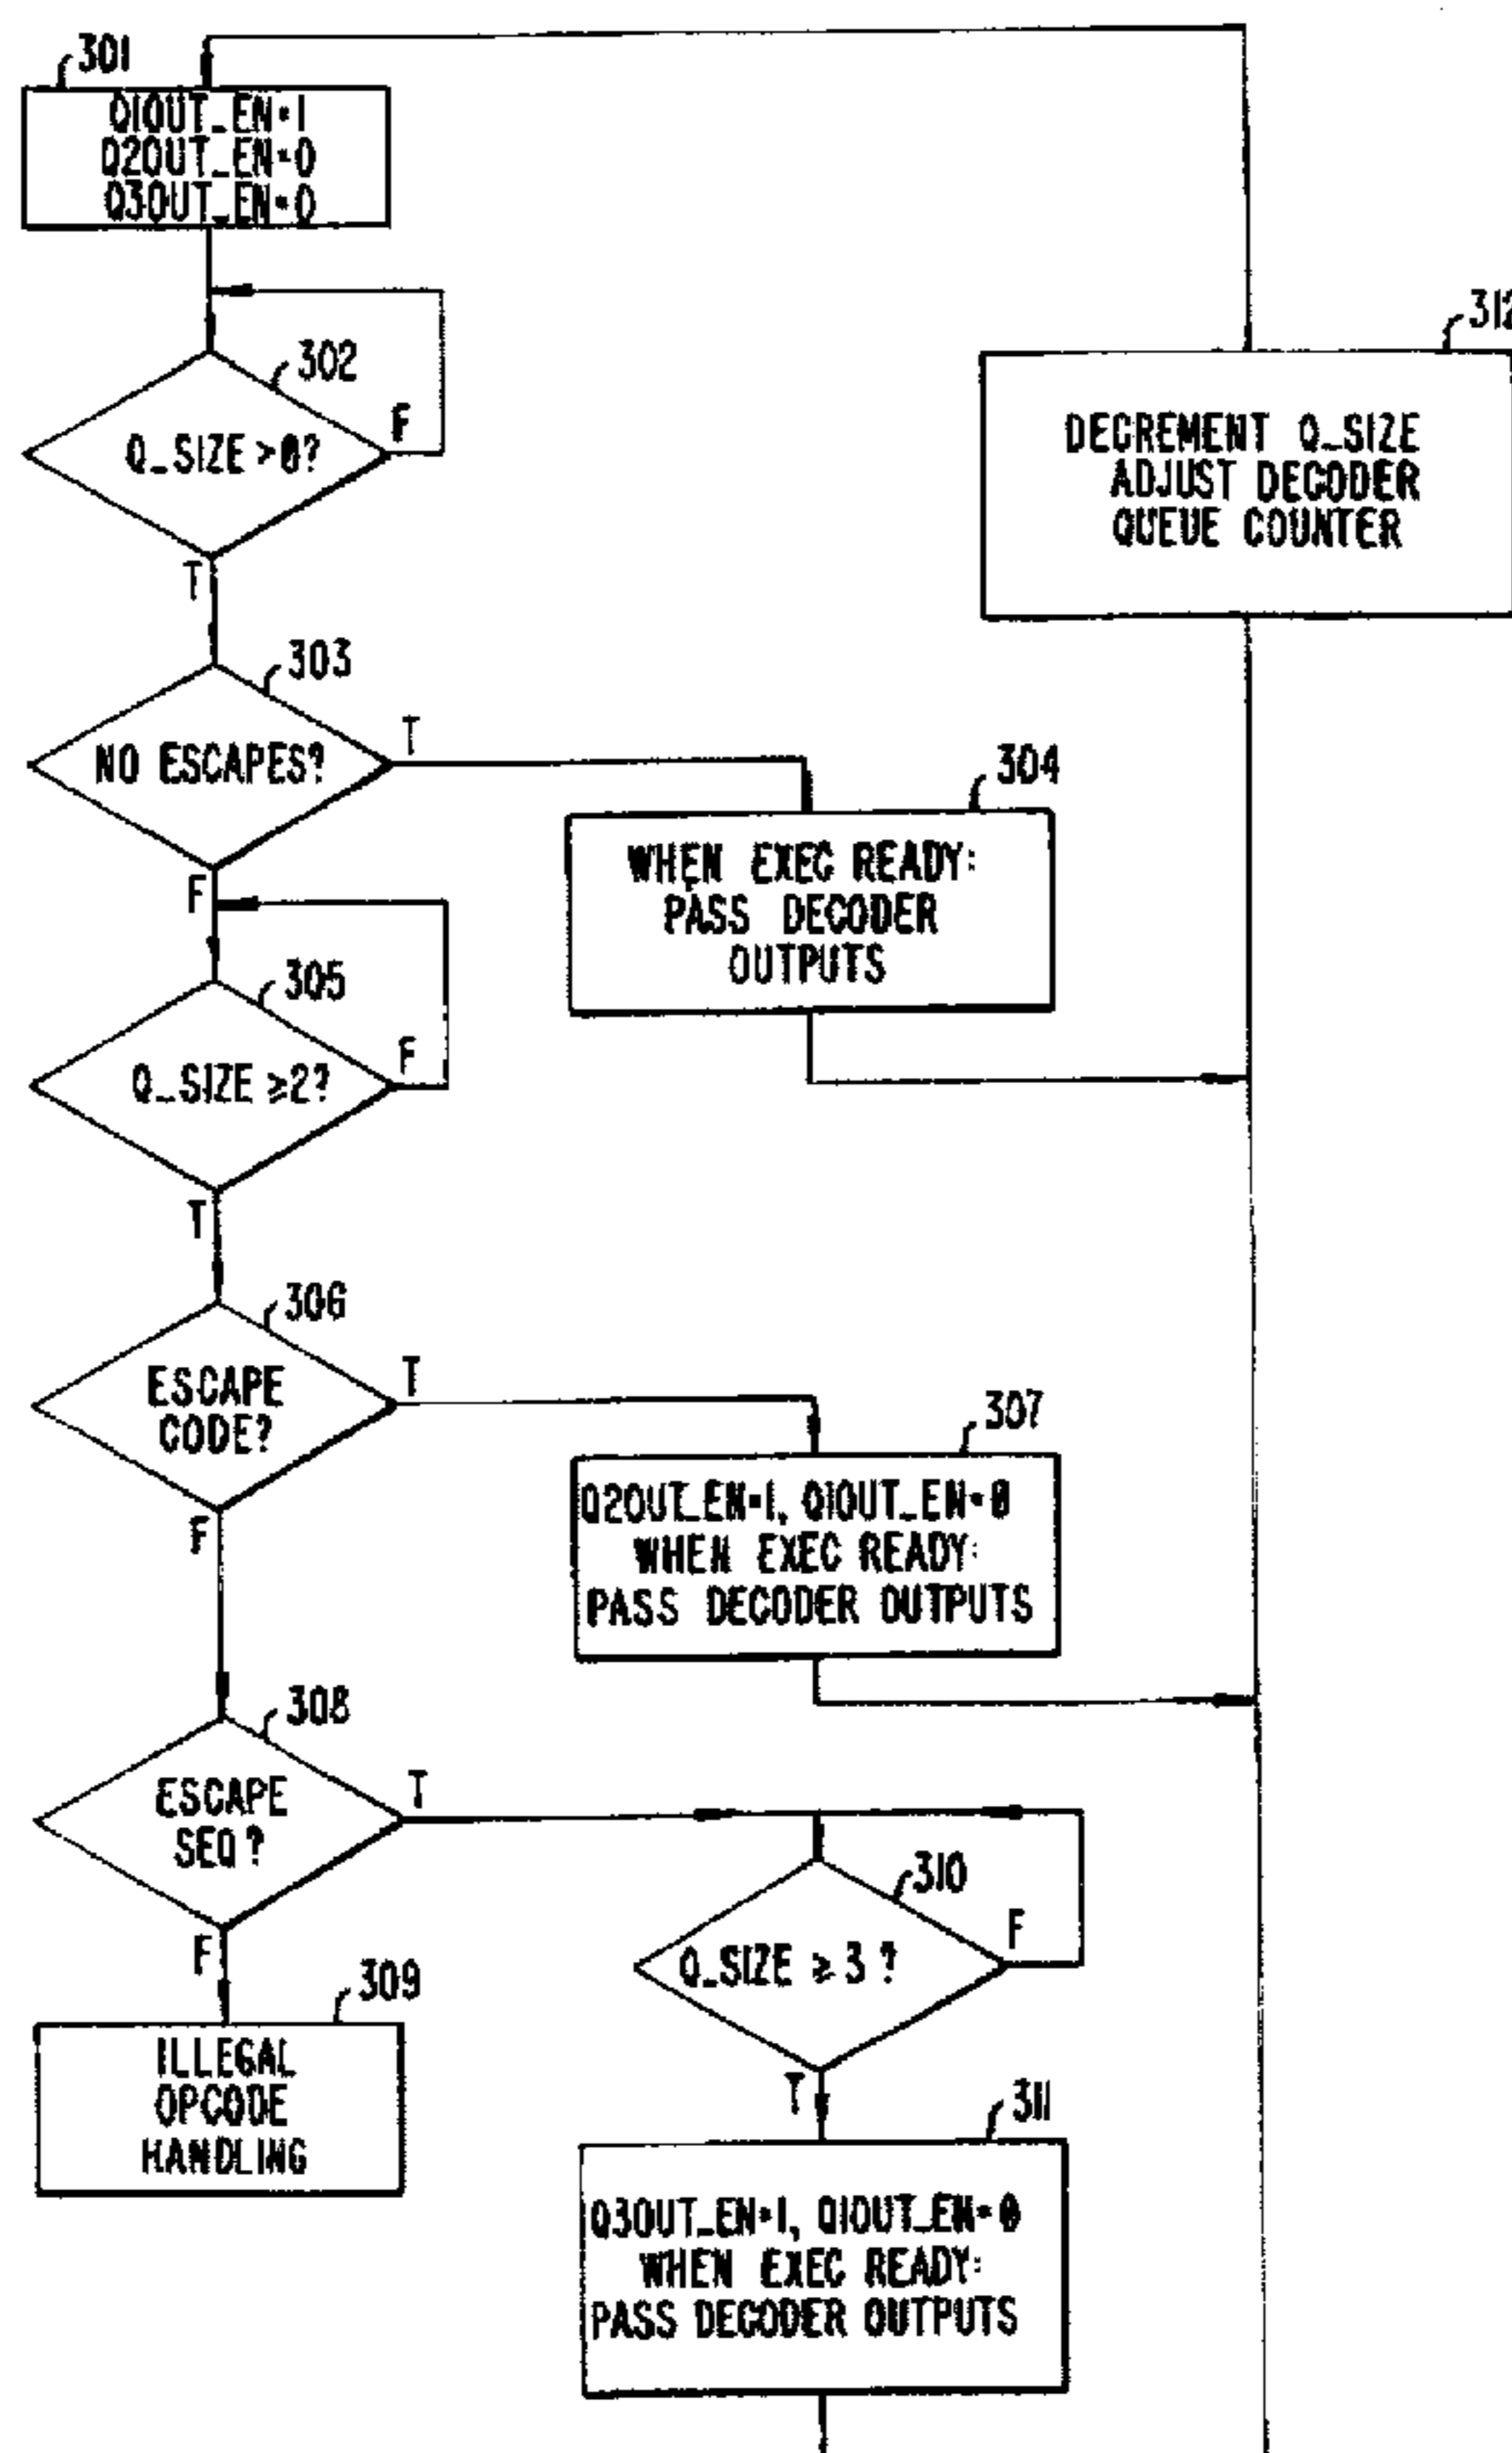 301
Q1OUT_EN=1
Q2OUT_EN=0
Q3OUT_EN=0
302
Q_SIZE >0?
F
T
312
DECREMENT Q_SIZE
ADJUST DECODER
QUEUE COUNTER
303
NO ESCAPES?
T
F
304
WHEN EXEC READY:
PASS DECODER
OUTPUTS
305
Q_SIZE ≥2?
F
T
306
ESCAPE
CODE?
T
F
307
Q2OUT_EN=1, Q1OUT_EN=0
WHEN EXEC READY:
PASS DECODER OUTPUTS
308
ESCAPE
SEQ?
T
F
309
ILLEGAL
OPCODE
HANDLING
310
Q_SIZE ≥ 3 ?
F
T
311
Q3OUT_EN=1, Q1OUT_EN=0
WHEN EXEC READY:
PASS DECODER OUTPUTS